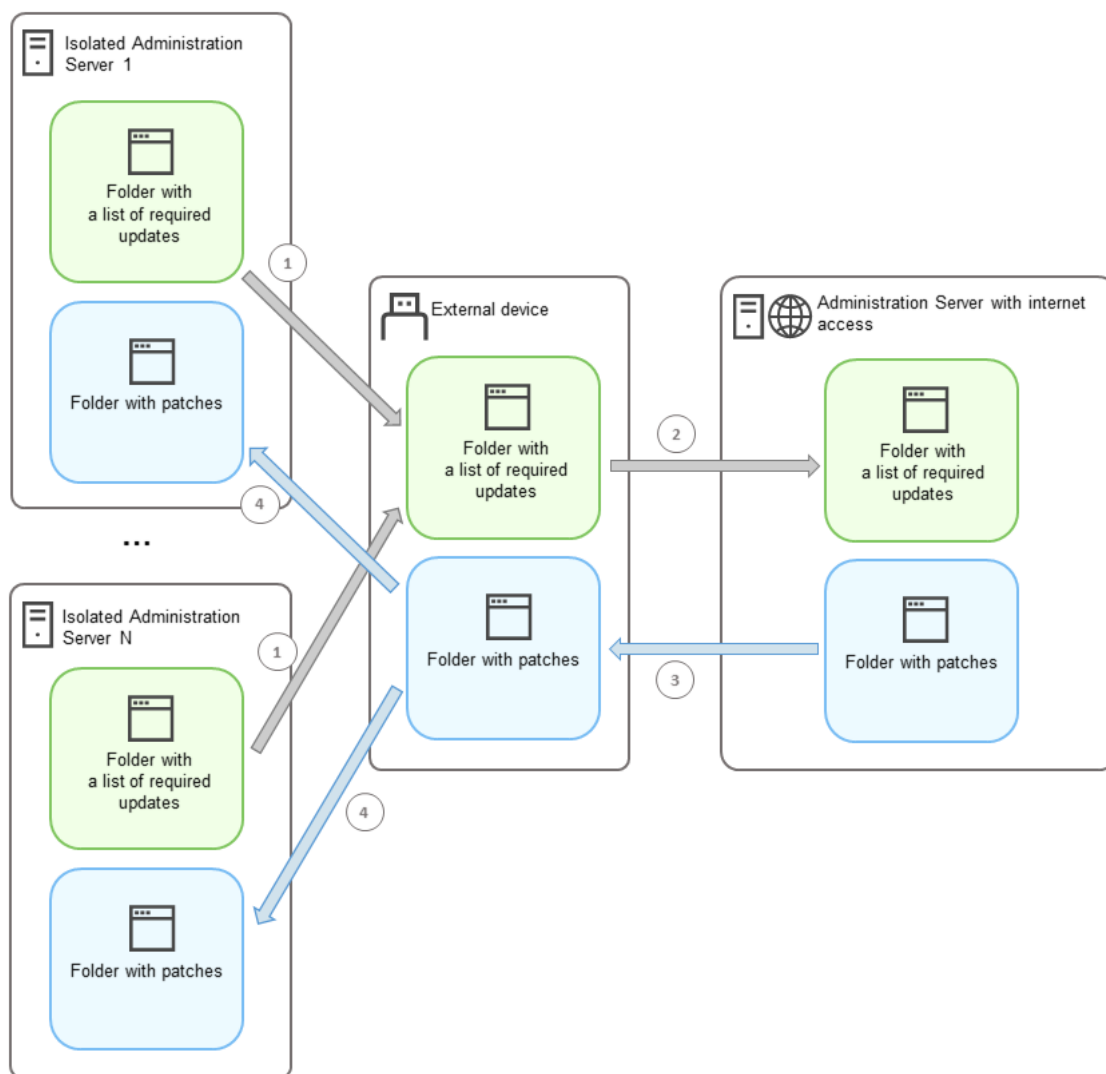 Isolated Administration
Server 1
Folder with
a list of required
updates
1
Folder with patches
4
...
Isolated Administration
Server N
1
Folder with
a list of required
updates
4
Folder with patches
External device
Folder with
a list of required
updates
2
Folder with patches
3
Administration Server with internet
access
Folder with
a list of required
updates
Folder with patches